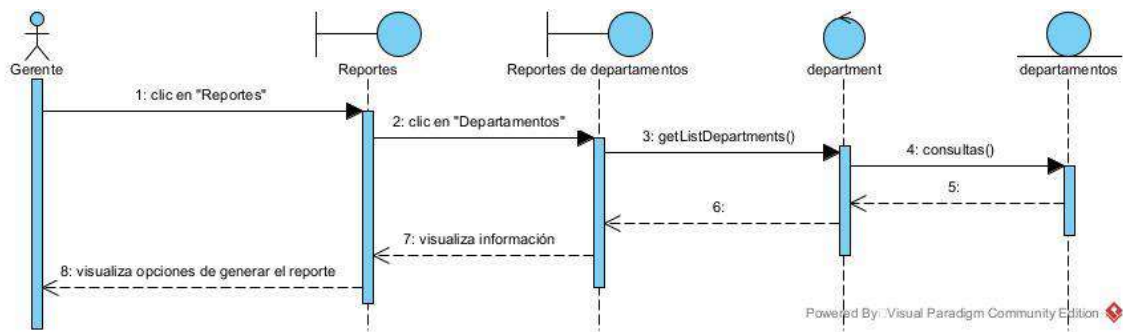 Gerente
Reportes
Reportes de departamentos
department
departamentos
1: clic en "Reportes"
2: clic en "Departamentos"
3: getListDepartments()
4: consultas()
5:
6:
7: visualiza información
8: visualiza opciones de generar el reporte
Powered By Visual Paradigm Community Edition